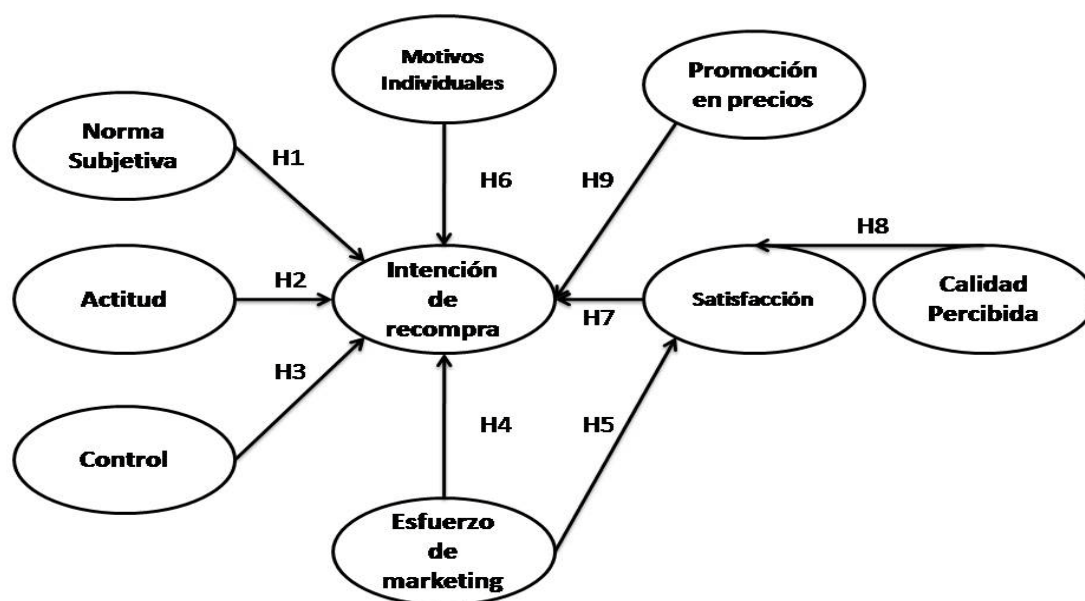 Motivos
Individuales
Promoción
en precios
Norma
Subjetiva
H1
H6
H9
H8
Actitud
H2
Intención
de
recompra
H7
Satisfacción
Calidad
Percibida
H3
Control
H4
H5
Esfuerzo
de
marketing